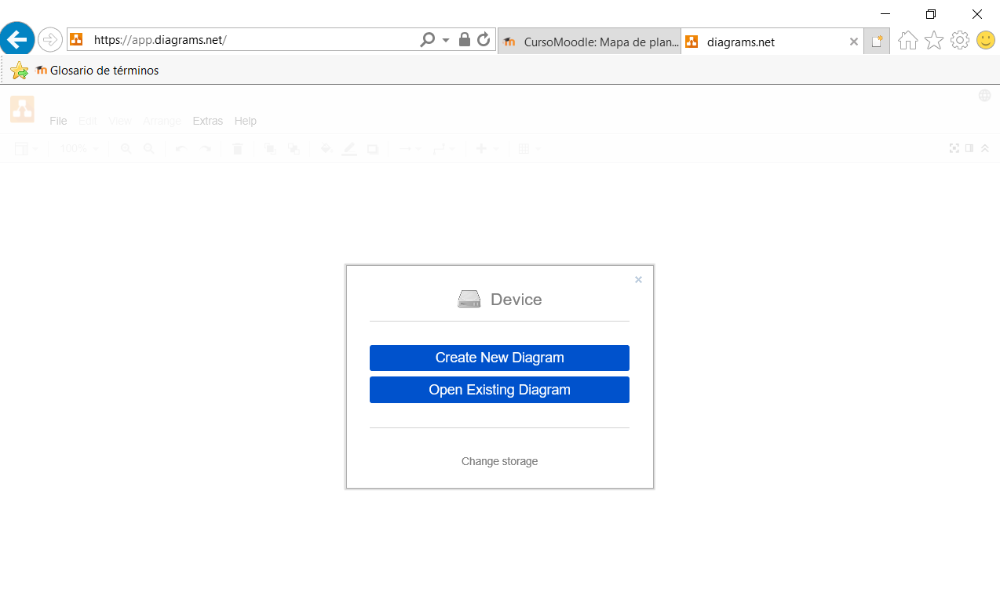 https://app.diagrams.net/
CursoMoodle: Mapa de plan...
diagrams.net
Glosario de términos
File Edit View Arrange Extras Help
100%
Device
Create New Diagram
Open Existing Diagram
Change storage